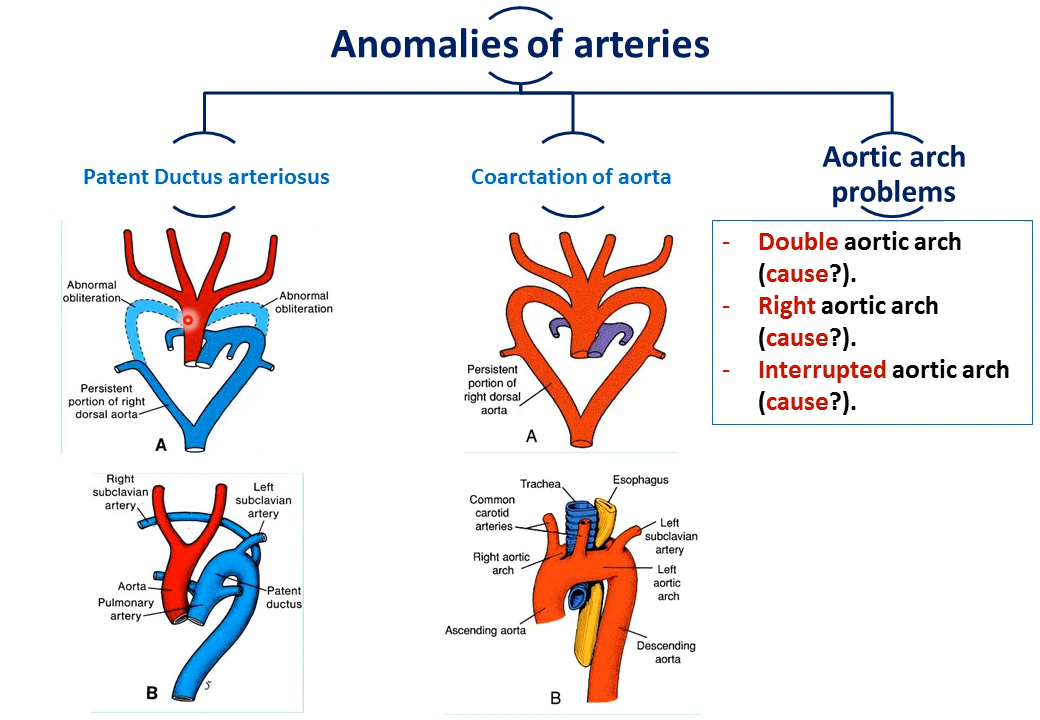 Anomalies of arteries
Patent Ductus arteriosus
Coarctation of aorta
Aortic arch
problems
Abnormal
obliteration
Abnormal
obliteration
Persistent
portion of right
dorsal aorta
A
Right
subclavian
artery
Left
subclavian
artery
Aorta
Pulmonary
artery
Patent
ductus
B
5
Persistent
portion of
right dorsal
aorta
A
Trachea
Esophagus
Common
carotid
arteries
Left
subclavian
artery
Right aortic
arch
Left
aortic
arch
Ascending aorta
Descending
aorta
B
- Double aortic arch
(cause?).
- Right aortic arch
(cause?).
- Interrupted aortic arch
(cause?).